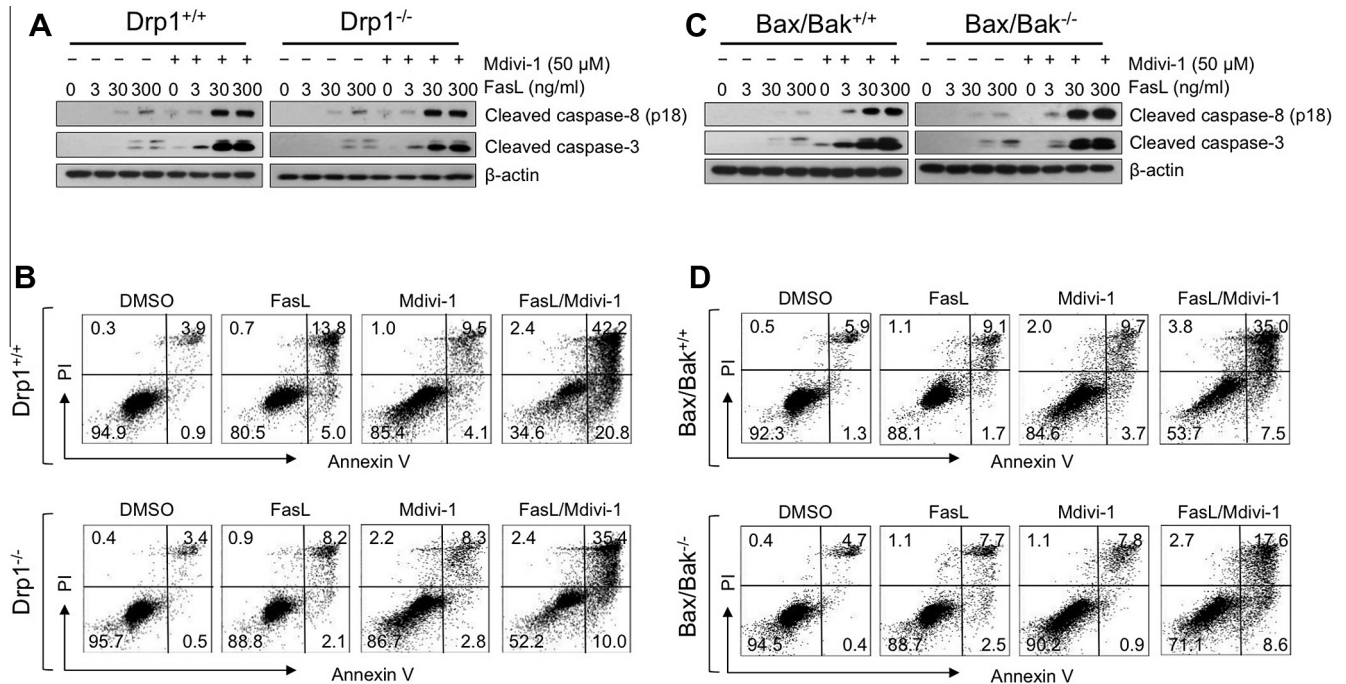 A
Drp1+/+
Drp1-/-
− − − − + + + + − − − − + + + + Mdivi-1 (50 µM)
0 3 30 300 0 3 30 300 0 3 30 300 0 3 30 300 FasL (ng/ml)
Cleaved caspase-8 (p18)
Cleaved caspase-3
β-actin
C
Bax/Bak+/+
Bax/Bak-/-
− − − − + + + + − − − − + + + + Mdivi-1 (50 µM)
0 3 30 300 0 3 30 300 0 3 30 300 0 3 30 300 FasL (ng/ml)
Cleaved caspase-8 (p18)
Cleaved caspase-3
β-actin
B
Drp1+/+
PI
DMSO FasL Mdivi-1 FasL/Mdivi-1
0.3 3.9 0.7 13.8 1.0 9.5 2.4 42.2
94.9 0.9 80.5 5.0 85.4 4.1 34.6 20.8
Annexin V
Drp1-/-
PI
DMSO FasL Mdivi-1 FasL/Mdivi-1
0.4 3.4 0.9 8.2 2.2 8.3 2.4 35.4
95.7 0.5 88.8 2.1 86.7 2.8 52.2 10.0
Annexin V
D
Bax/Bak+/+
PI
DMSO FasL Mdivi-1 FasL/Mdivi-1
0.5 5.9 1.1 9.1 2.0 9.7 3.8 35.0
92.3 1.3 88.1 1.7 84.6 3.7 53.7 7.5
Annexin V
Bax/Bak-/-
PI
DMSO FasL Mdivi-1 FasL/Mdivi-1
0.4 4.7 1.1 7.7 1.1 7.8 2.7 17.6
94.5 0.4 88.7 2.5 90.2 0.9 71.1 8.6
Annexin V